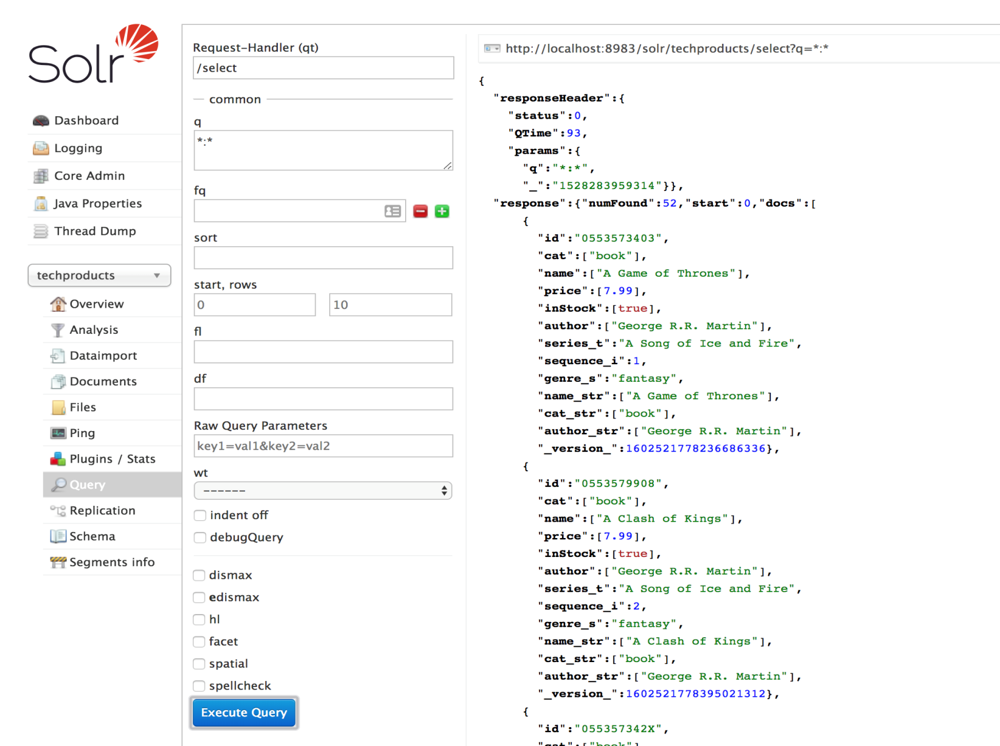 Solr
Dashboard
Logging
Core Admin
Java Properties
Thread Dump
techproducts
Overview
Analysis
Dataimport
Documents
Files
Ping
Plugins / Stats
Query
Replication
Schema
Segments info
Request-Handler (qt)
/select
common
q
*:*
fq
sort
start, rows
0
10
fl
df
Raw Query Parameters
key1=val1&key2=val2
wt
------
indent off
debugQuery
dismax
edismax
hl
facet
spatial
spellcheck
Execute Query
http://localhost:8983/solr/techproducts/select?q=*:*
{
"responseHeader":{
"status":0,
"QTime":93,
"params":{
"q":"*:*",
"_":"1528283959314"}},
"response":{"numFound":52,"start":0,"docs":[
{
"id":"0553573403",
"cat":["book"],
"name":["A Game of Thrones"],
"price":[7.99],
"inStock":[true],
"author":["George R.R. Martin"],
"series_t":"A Song of Ice and Fire",
"sequence_i":1,
"genre_s":"fantasy",
"name_str":["A Game of Thrones"],
"cat_str":["book"],
"author_str":["George R.R. Martin"],
"_version_":1602521778236686336},
{
"id":"0553579908",
"cat":["book"],
"name":["A Clash of Kings"],
"price":[7.99],
"inStock":[true],
"author":["George R.R. Martin"],
"series_t":"A Song of Ice and Fire",
"sequence_i":2,
"genre_s":"fantasy",
"name_str":["A Clash of Kings"],
"cat_str":["book"],
"author_str":["George R.R. Martin"],
"_version_":1602521778395021312},
{
"id":"055357342X",
"cat":["book"]